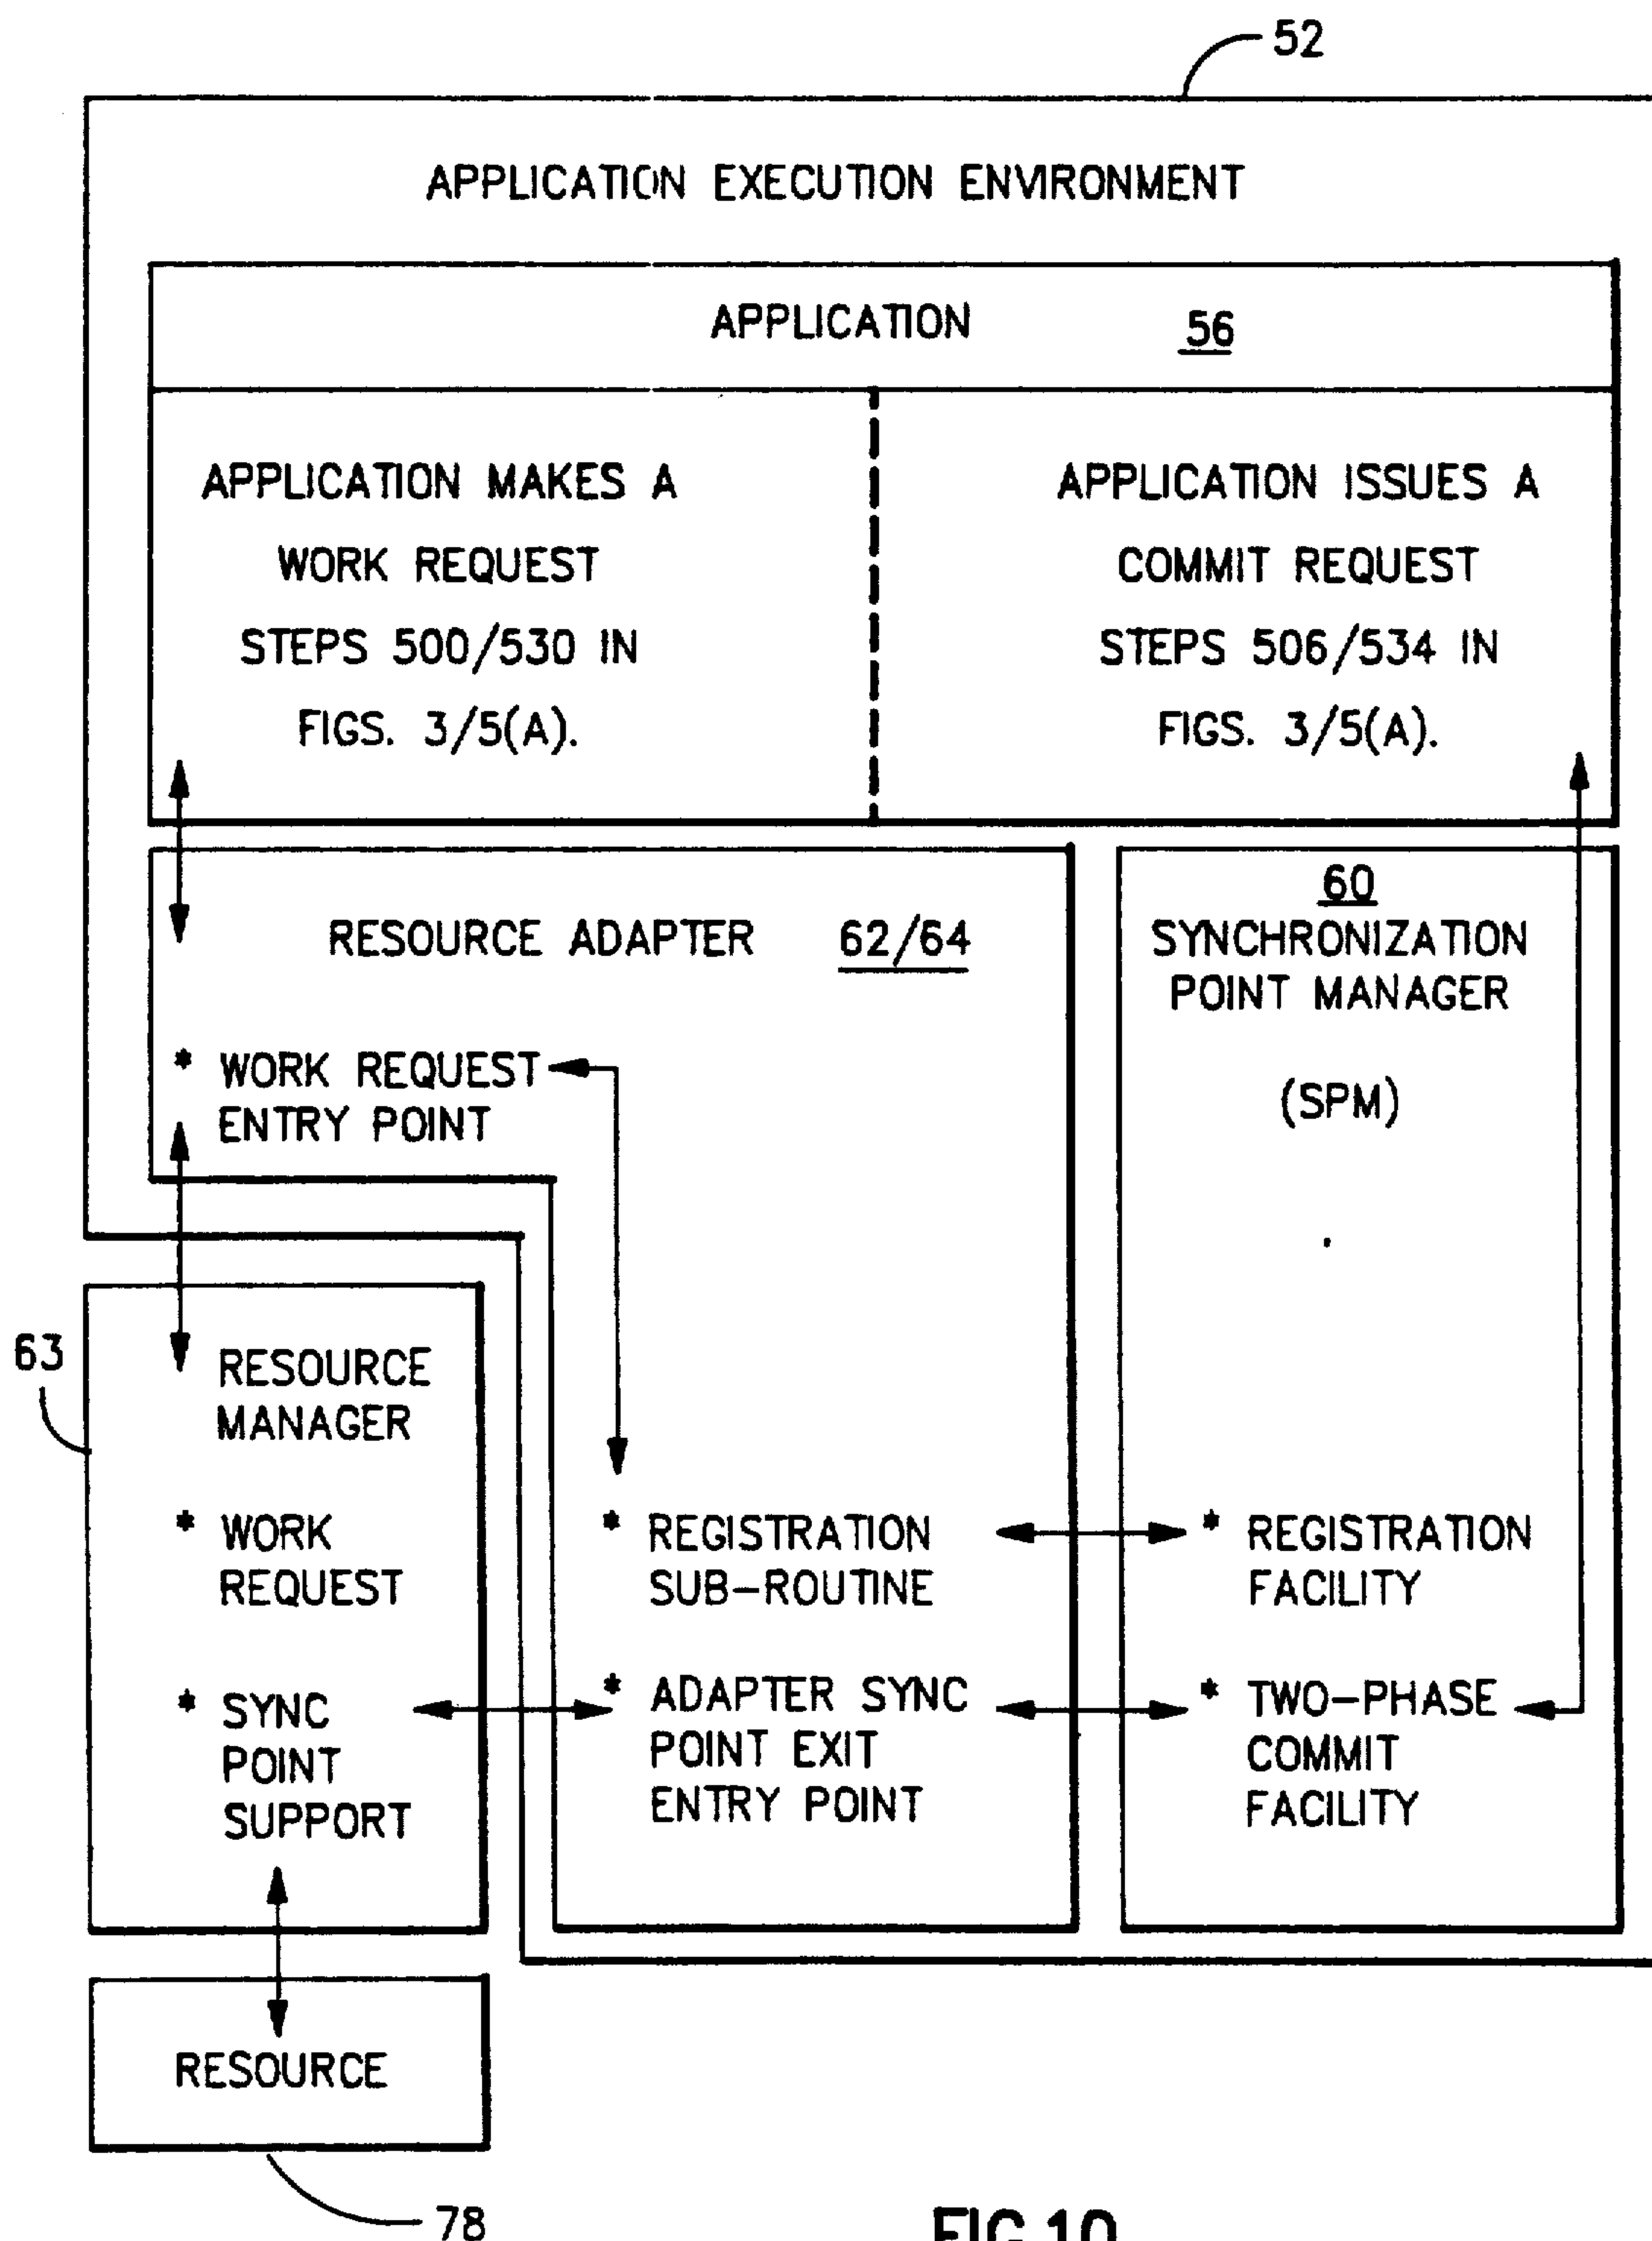 52
APPLICATION EXECUTION ENVIRONMENT
APPLICATION 56
APPLICATION MAKES A
WORK REQUEST
STEPS 500/530 IN
FIGS. 3/5(A).
APPLICATION ISSUES A
COMMIT REQUEST
STEPS 506/534 IN
FIGS. 3/5(A).
RESOURCE ADAPTER 62/64
* WORK REQUEST
ENTRY POINT
60
SYNCHRONIZATION
POINT MANAGER
(SPM)
63
RESOURCE
MANAGER
* WORK
REQUEST
* SYNC
POINT
SUPPORT
* REGISTRATION
SUB-ROUTINE
* ADAPTER SYNC
POINT EXIT
ENTRY POINT
* REGISTRATION
FACILITY
* TWO-PHASE
COMMIT
FACILITY
RESOURCE
78
FIG.10